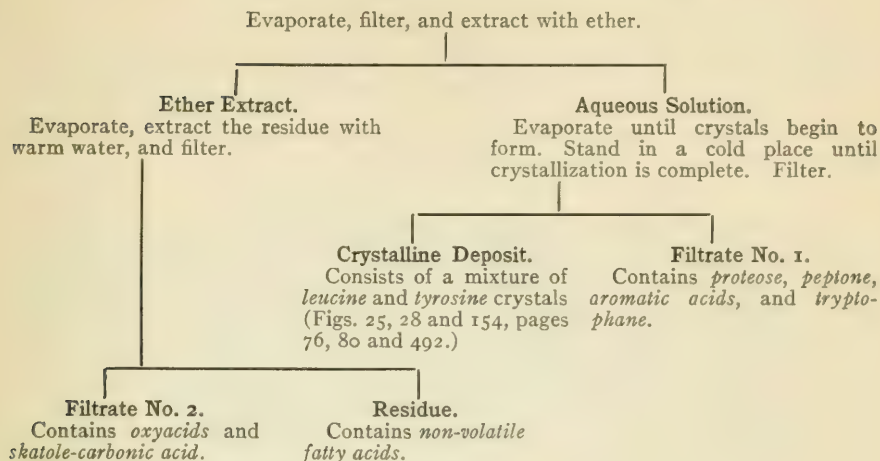 Evaporate, filter, and extract with ether.
Ether Extract.
Evaporate, extract the residue with
warm water, and filter.
Aqueous Solution.
Evaporate until crystals begin to
form. Stand in a cold place until
crystallization is complete. Filter.
Crystalline Deposit.
Consists of a mixture of
leucine and tyrosine crystals
(Figs. 25, 28 and 154, pages
76, 80 and 492.)
Filtrate No. 1.
Contains proteose, peptone,
aromatic acids, and trypto-
phane.
Filtrate No. 2.
Contains oxyacids and
skatole-carbonic acid.
Residue.
Contains non-volatile
fatty acids.